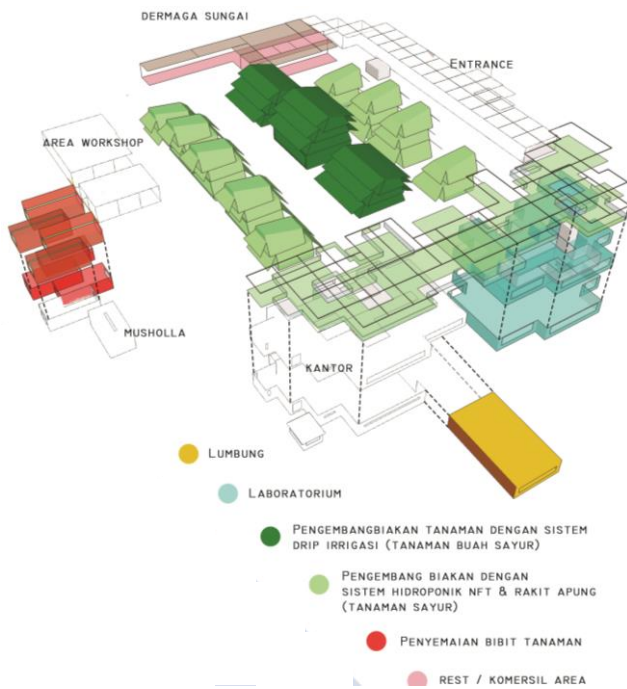 DERMAGA SUNGAI
ENTRANCE
AREA WORKSHOP
MUSHOLLA
KANTOR
LUMBUNG
LABORATORIUM
PENGEMBANGBIAKAN TANAMAN DENGAN SISTEM
DRIP IRRIGASI (TANAMAN BUAH SAYUR)
PENGEMBANG BIAKAN DENGAN
SISTEM HIDROPONIK NFT & RAKIT APUNG
(TANAMAN SAYUR)
PENYEMAIAN BIBIT TANAMAN
REST / KOMERSIL AREA